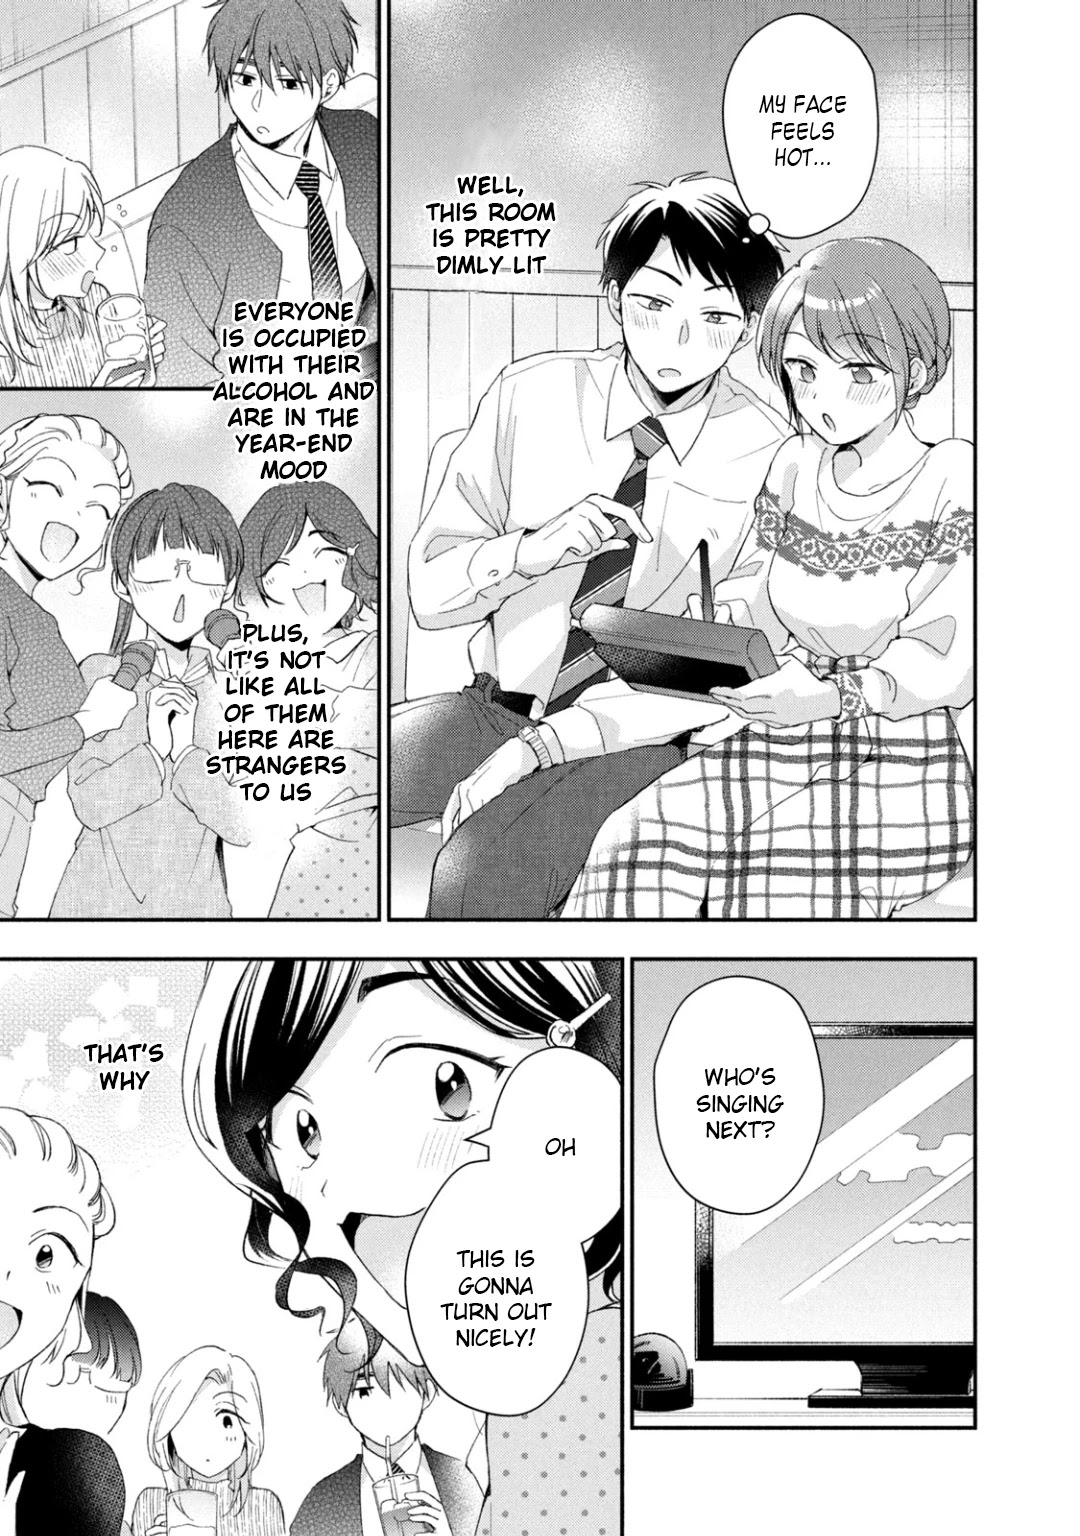 MY FACE
FEELS
HOT...
WELL,
THIS ROOM
IS PRETTY
DIMLY LIT
EVERYONE
IS OCCUPIED
WITH THEIR
ALCOHOL AND
ARE IN THE
YEAR-END
MOOD
PLUS,
IT'S NOT
LIKE ALL
OF THEM
HERE ARE
STRANGERS
TO US
WHO'S
SINGING
NEXT?
OH
THIS IS
GONNA
TURN OUT
NICELY!
THAT'S
WHY